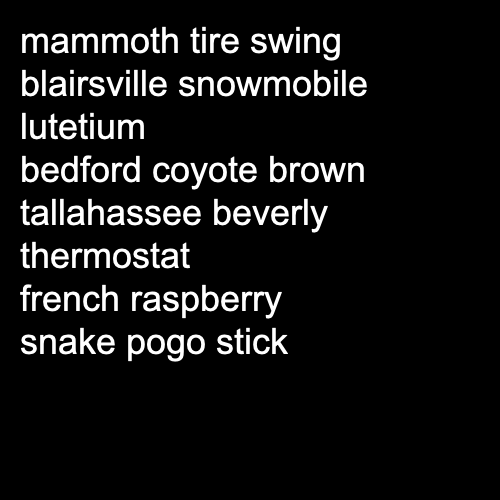 mammoth tire swing
blairsville snowmobile
lutetium
bedford coyote brown
tallahassee beverly
thermostat
french raspberry
snake pogo stick